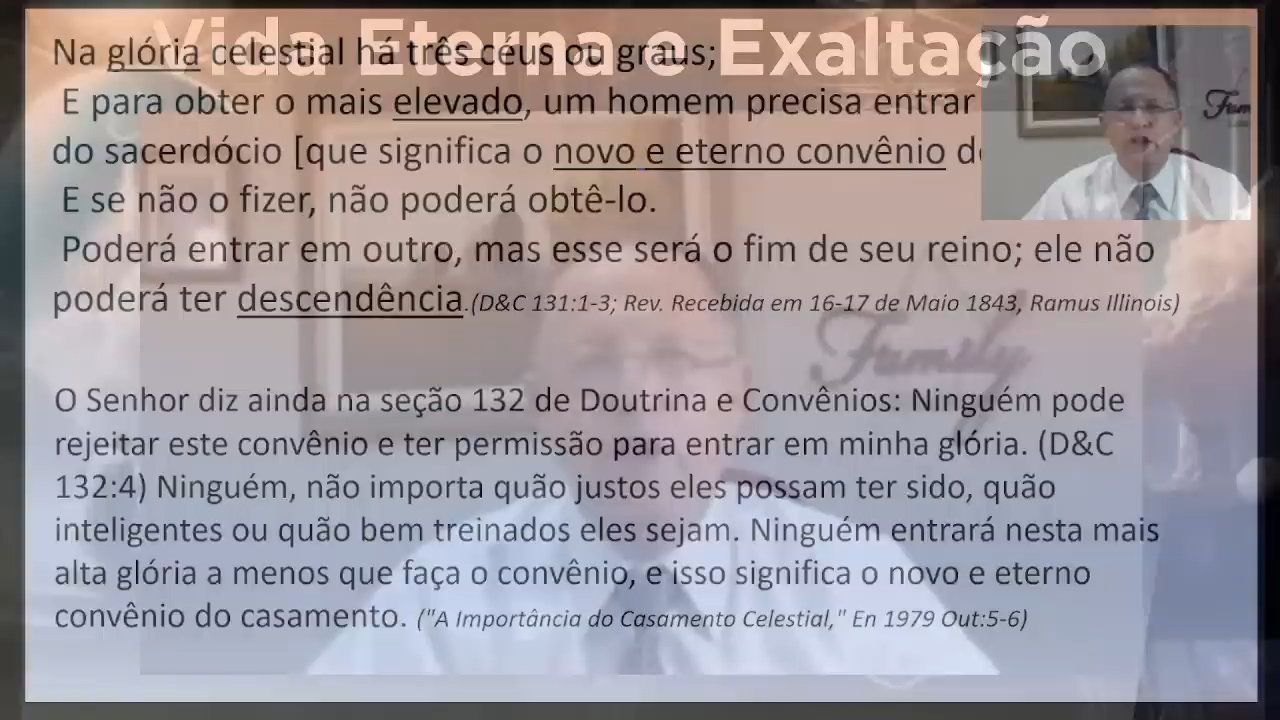 Vida Eterna e Exaltação
Na glória celestial há três céus ou graus;
E para obter o mais elevado, um homem precisa entrar
do sacerdócio [que significa o novo e eterno convênio
E se não o fizer, não poderá obtê-lo.
Poderá entrar em outro, mas esse será o fim de seu reino; ele não
poderá ter descendência.(D&C 131:1-3; Rev. Recebida em 16-17 de Maio 1843, Ramus Illinois)
Family
O Senhor diz ainda na seção 132 de Doutrina e Convênios: Ninguém pode
rejeitar este convênio e ter permissão para entrar em minha glória. (D&C
132:4) Ninguém, não importa quão justos eles possam ter sido, quão
inteligentes ou quão bem treinados eles sejam. Ninguém entrará nesta mais
alta glória a menos que faça o convênio, e isso significa o novo e eterno
convênio do casamento. ("A Importância do Casamento Celestial," En 1979 Out:5-6)